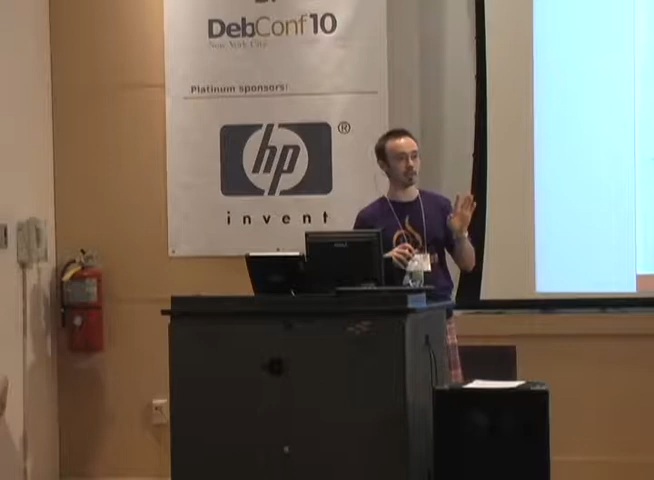 DebConf10
New York City
Platinum sponsors:
hp ®
invent